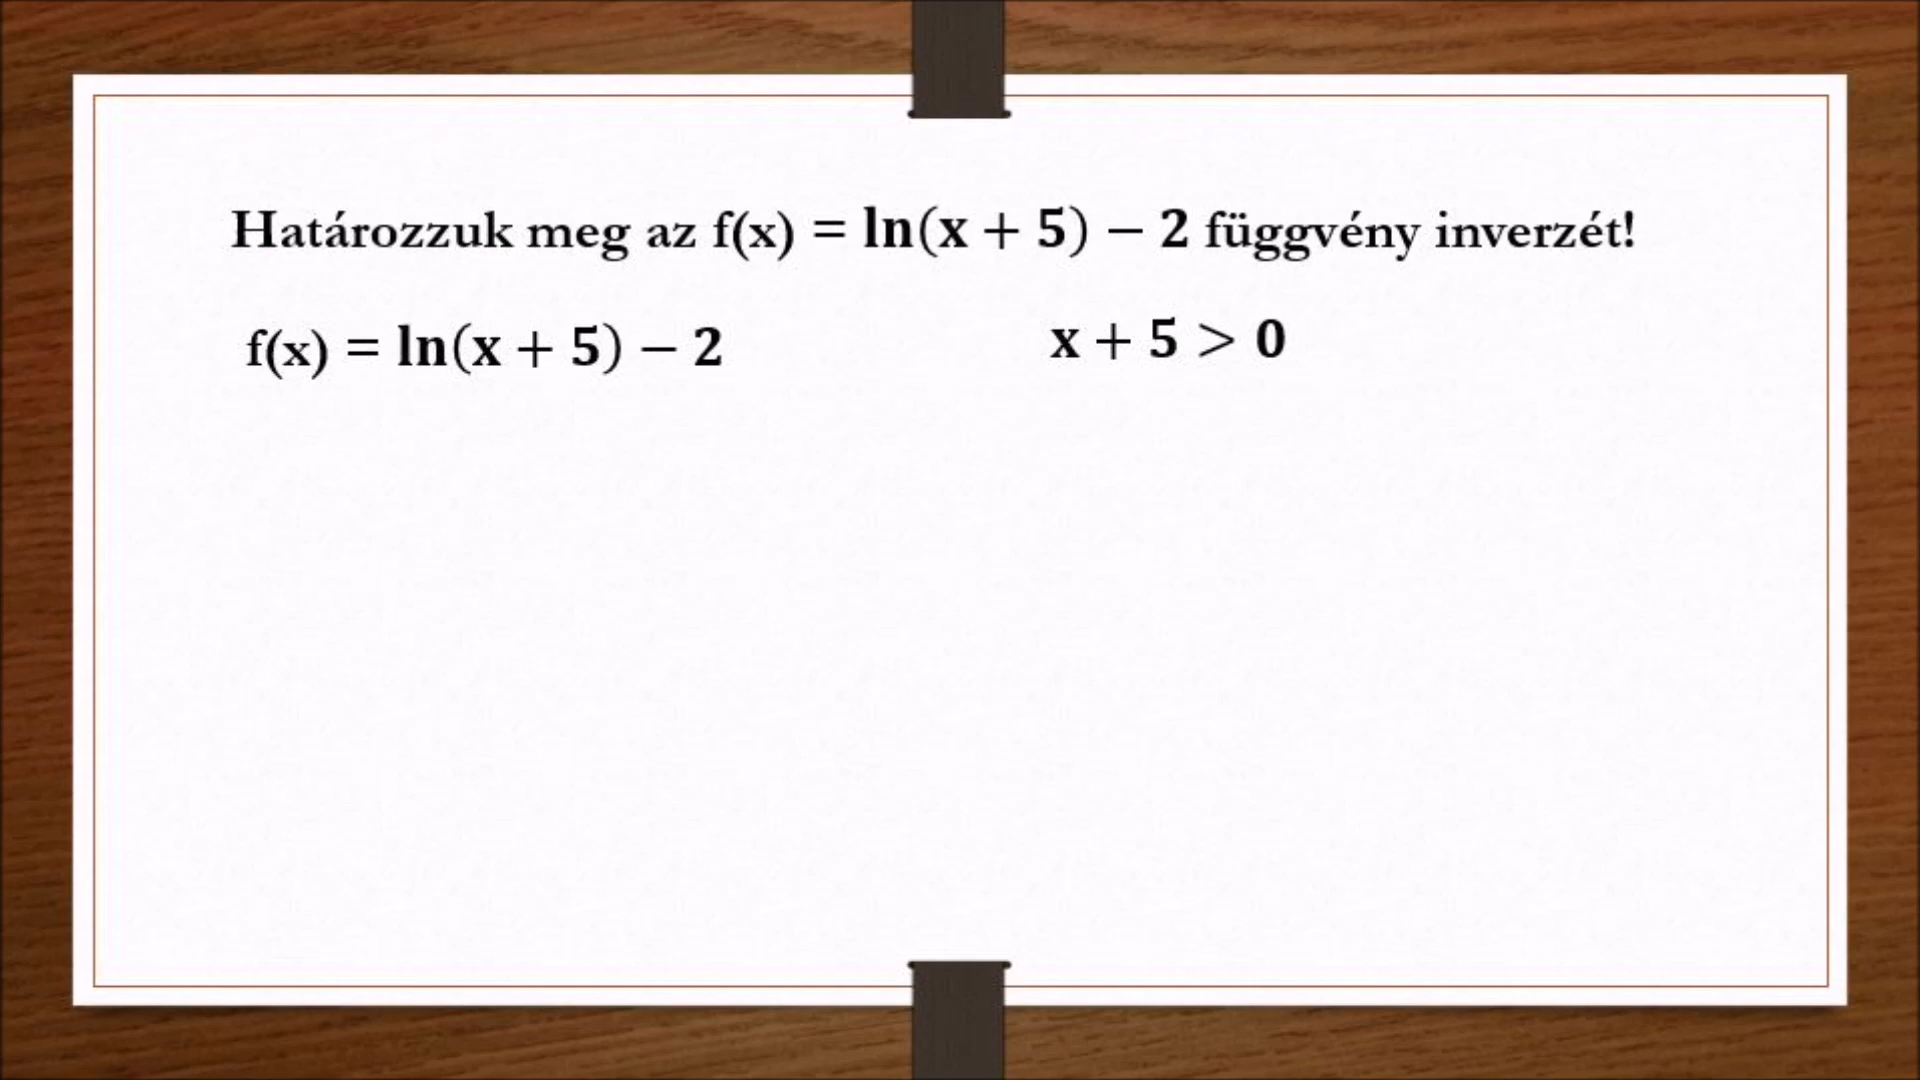 Határozzuk meg az f(x) = ln(x + 5) − 2 függvény inverzét!
f(x) = ln(x + 5) − 2
x + 5 > 0